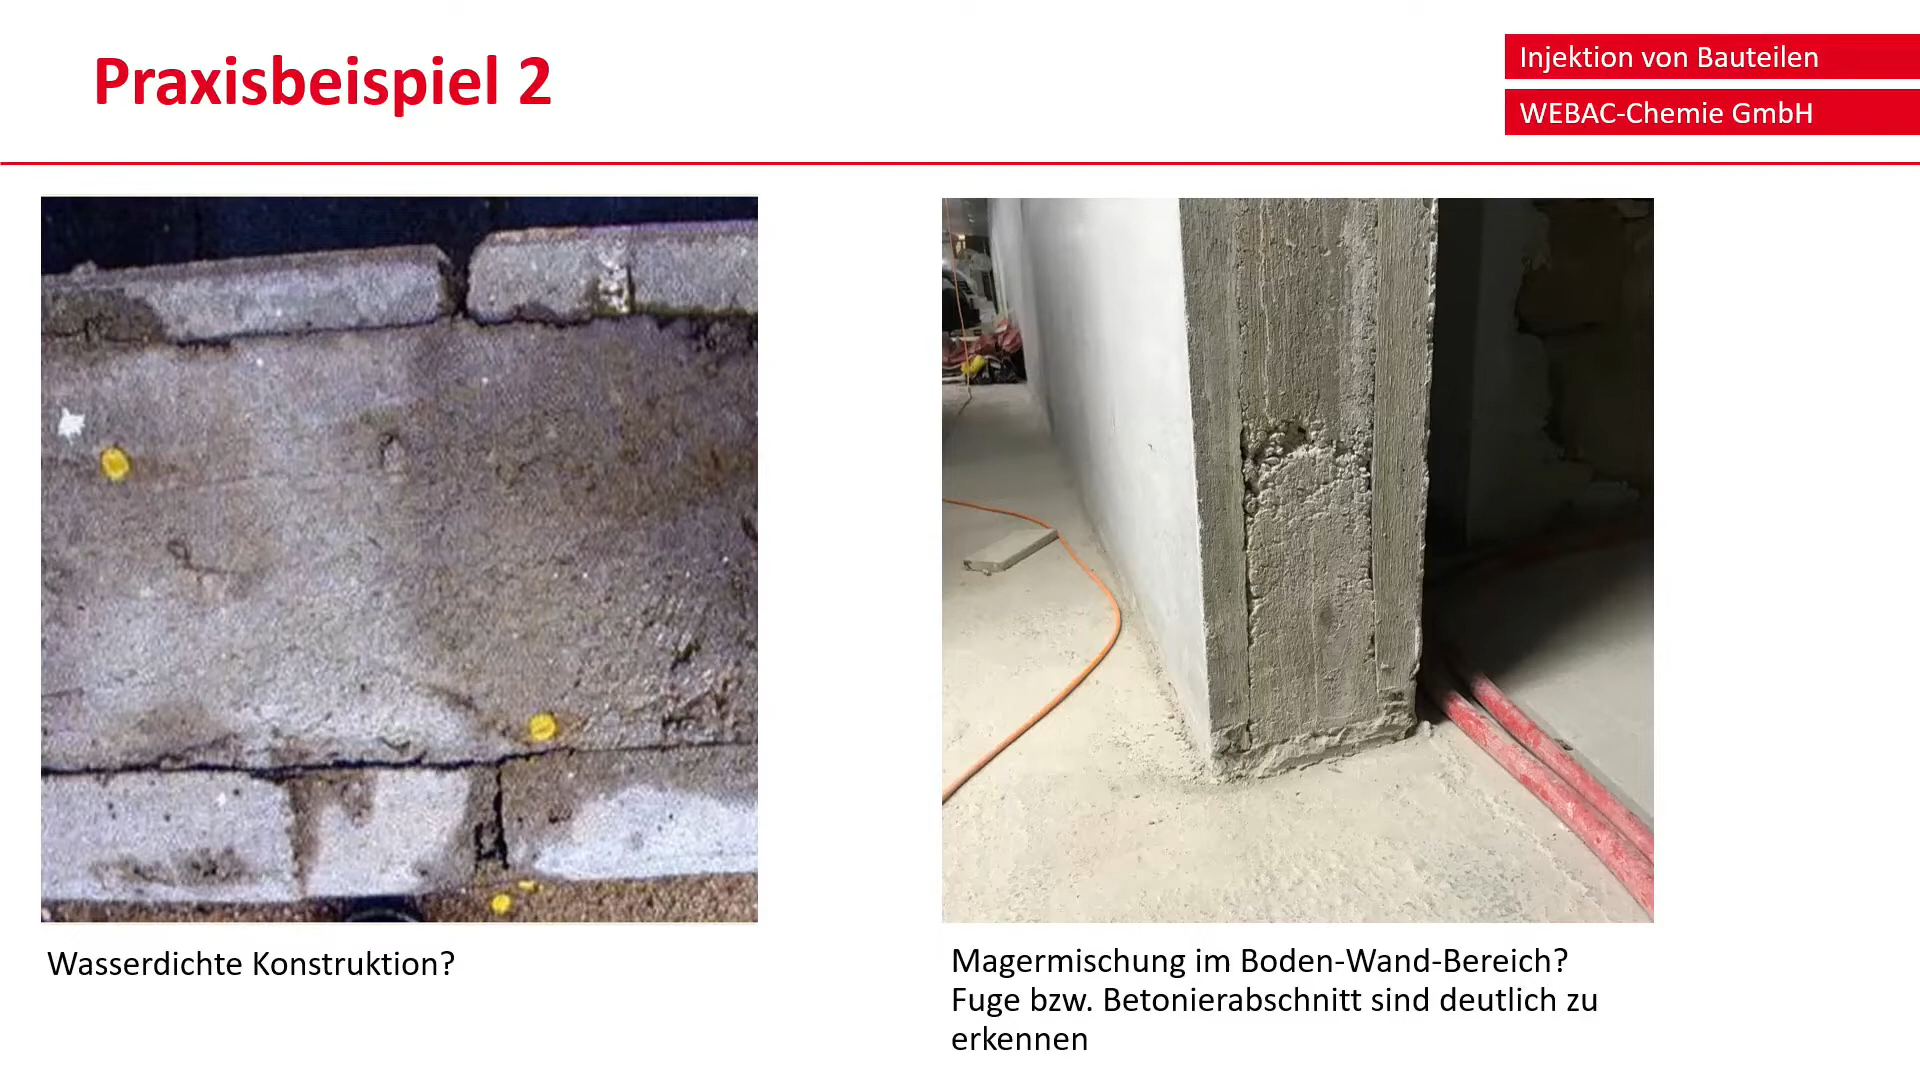 Praxisbeispiel 2
Injektion von Bauteilen
WEBAC-Chemie GmbH
Wasserdichte Konstruktion?
Magermischung im Boden-Wand-Bereich?
Fuge bzw. Betonierabschnitt sind deutlich zu
erkennen